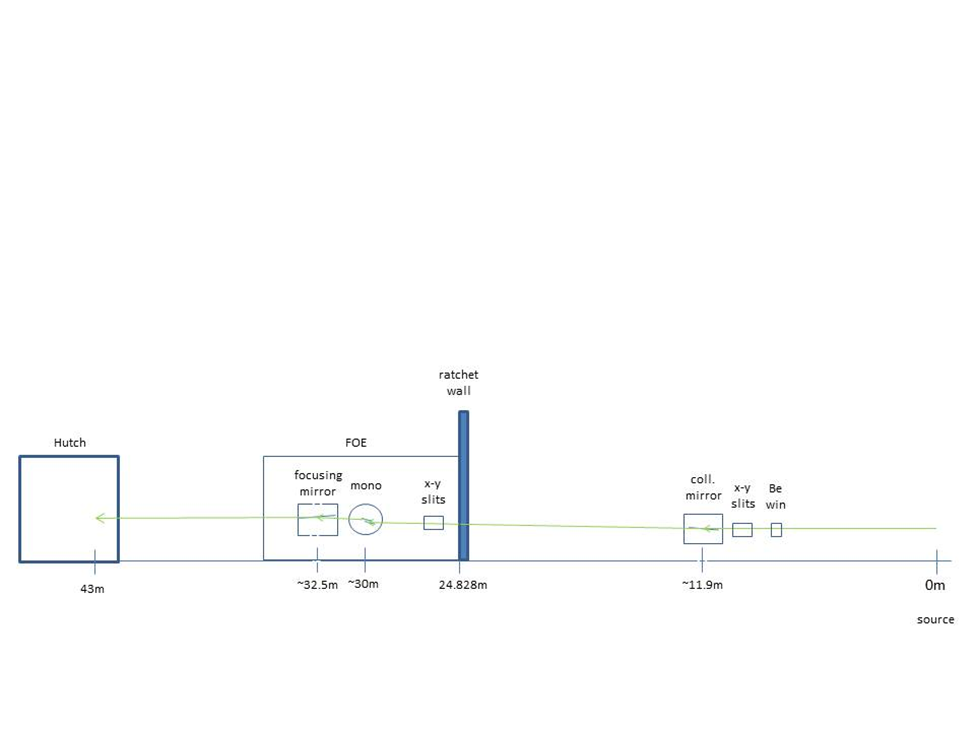 ratchet
wall
Hutch
FOE
focusing
mirror
mono
x-y
slits
coll.
mirror
x-y
slits
Be
win
43m
~32.5m
~30m
24.828m
~11.9m
0m
source